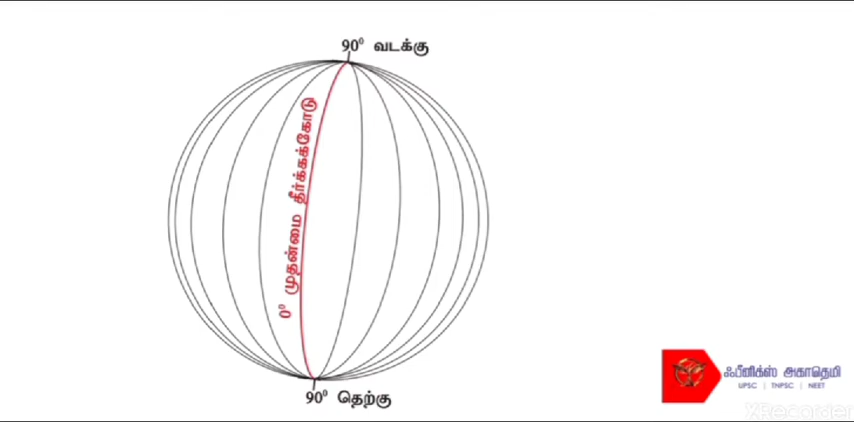 90⁰ வடக்கு
0⁰ முதன்மை தீர்க்கக்கோடு
90⁰ தெற்கு
ஃபீனிக்ஸ் அகாதெமி
UPSC | TNPSC | NEET
XRecorder